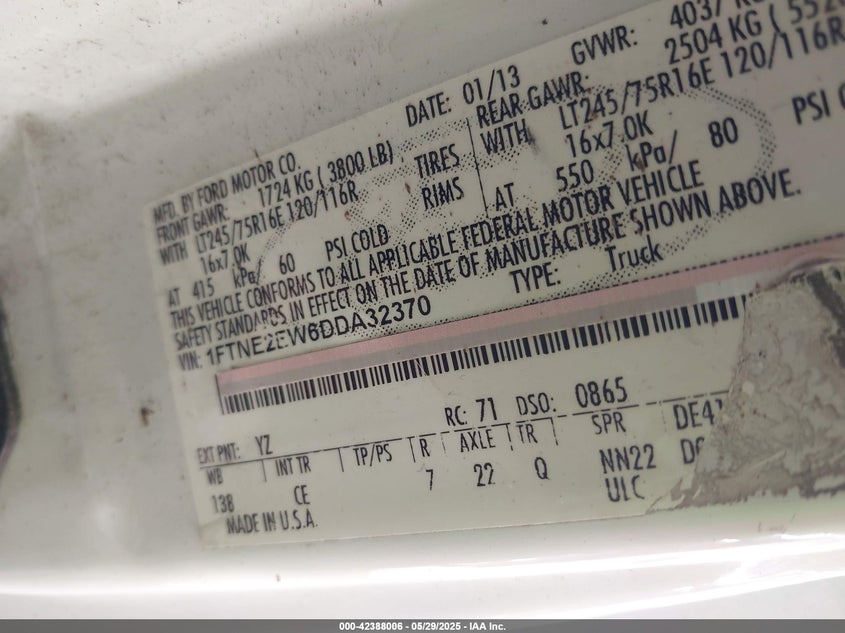 MFD. BY FORD MOTOR CO.
DATE: 01/13
GVWR: 4037
FRONT GAWR: 1724 KG ( 3800 LB)
REAR GAWR: 2504 KG (
WITH LT245/75R16E 120/116R TIRES
WITH LT245/75R16E 120/116R
16x7.0K RIMS
16x7.0K
AT 415 kPa/ 60 PSI COLD
AT 550 kPa/ 80 PSI
THIS VEHICLE CONFORMS TO ALL APPLICABLE FEDERAL MOTOR VEHICLE
SAFETY STANDARDS IN EFFECT ON THE DATE OF MANUFACTURE SHOWN ABOVE.
VIN: 1FTNE2EW6DDA32370
TYPE: Truck
EXT PNT: YZ RC: 71 DSO: 0865
WB INT TR TP/PS R AXLE TR SPR
138 CE 7 22 Q NN22
ULC
MADE IN U.S.A.
000-42388006 - 05/29/2025 - IAA Inc.